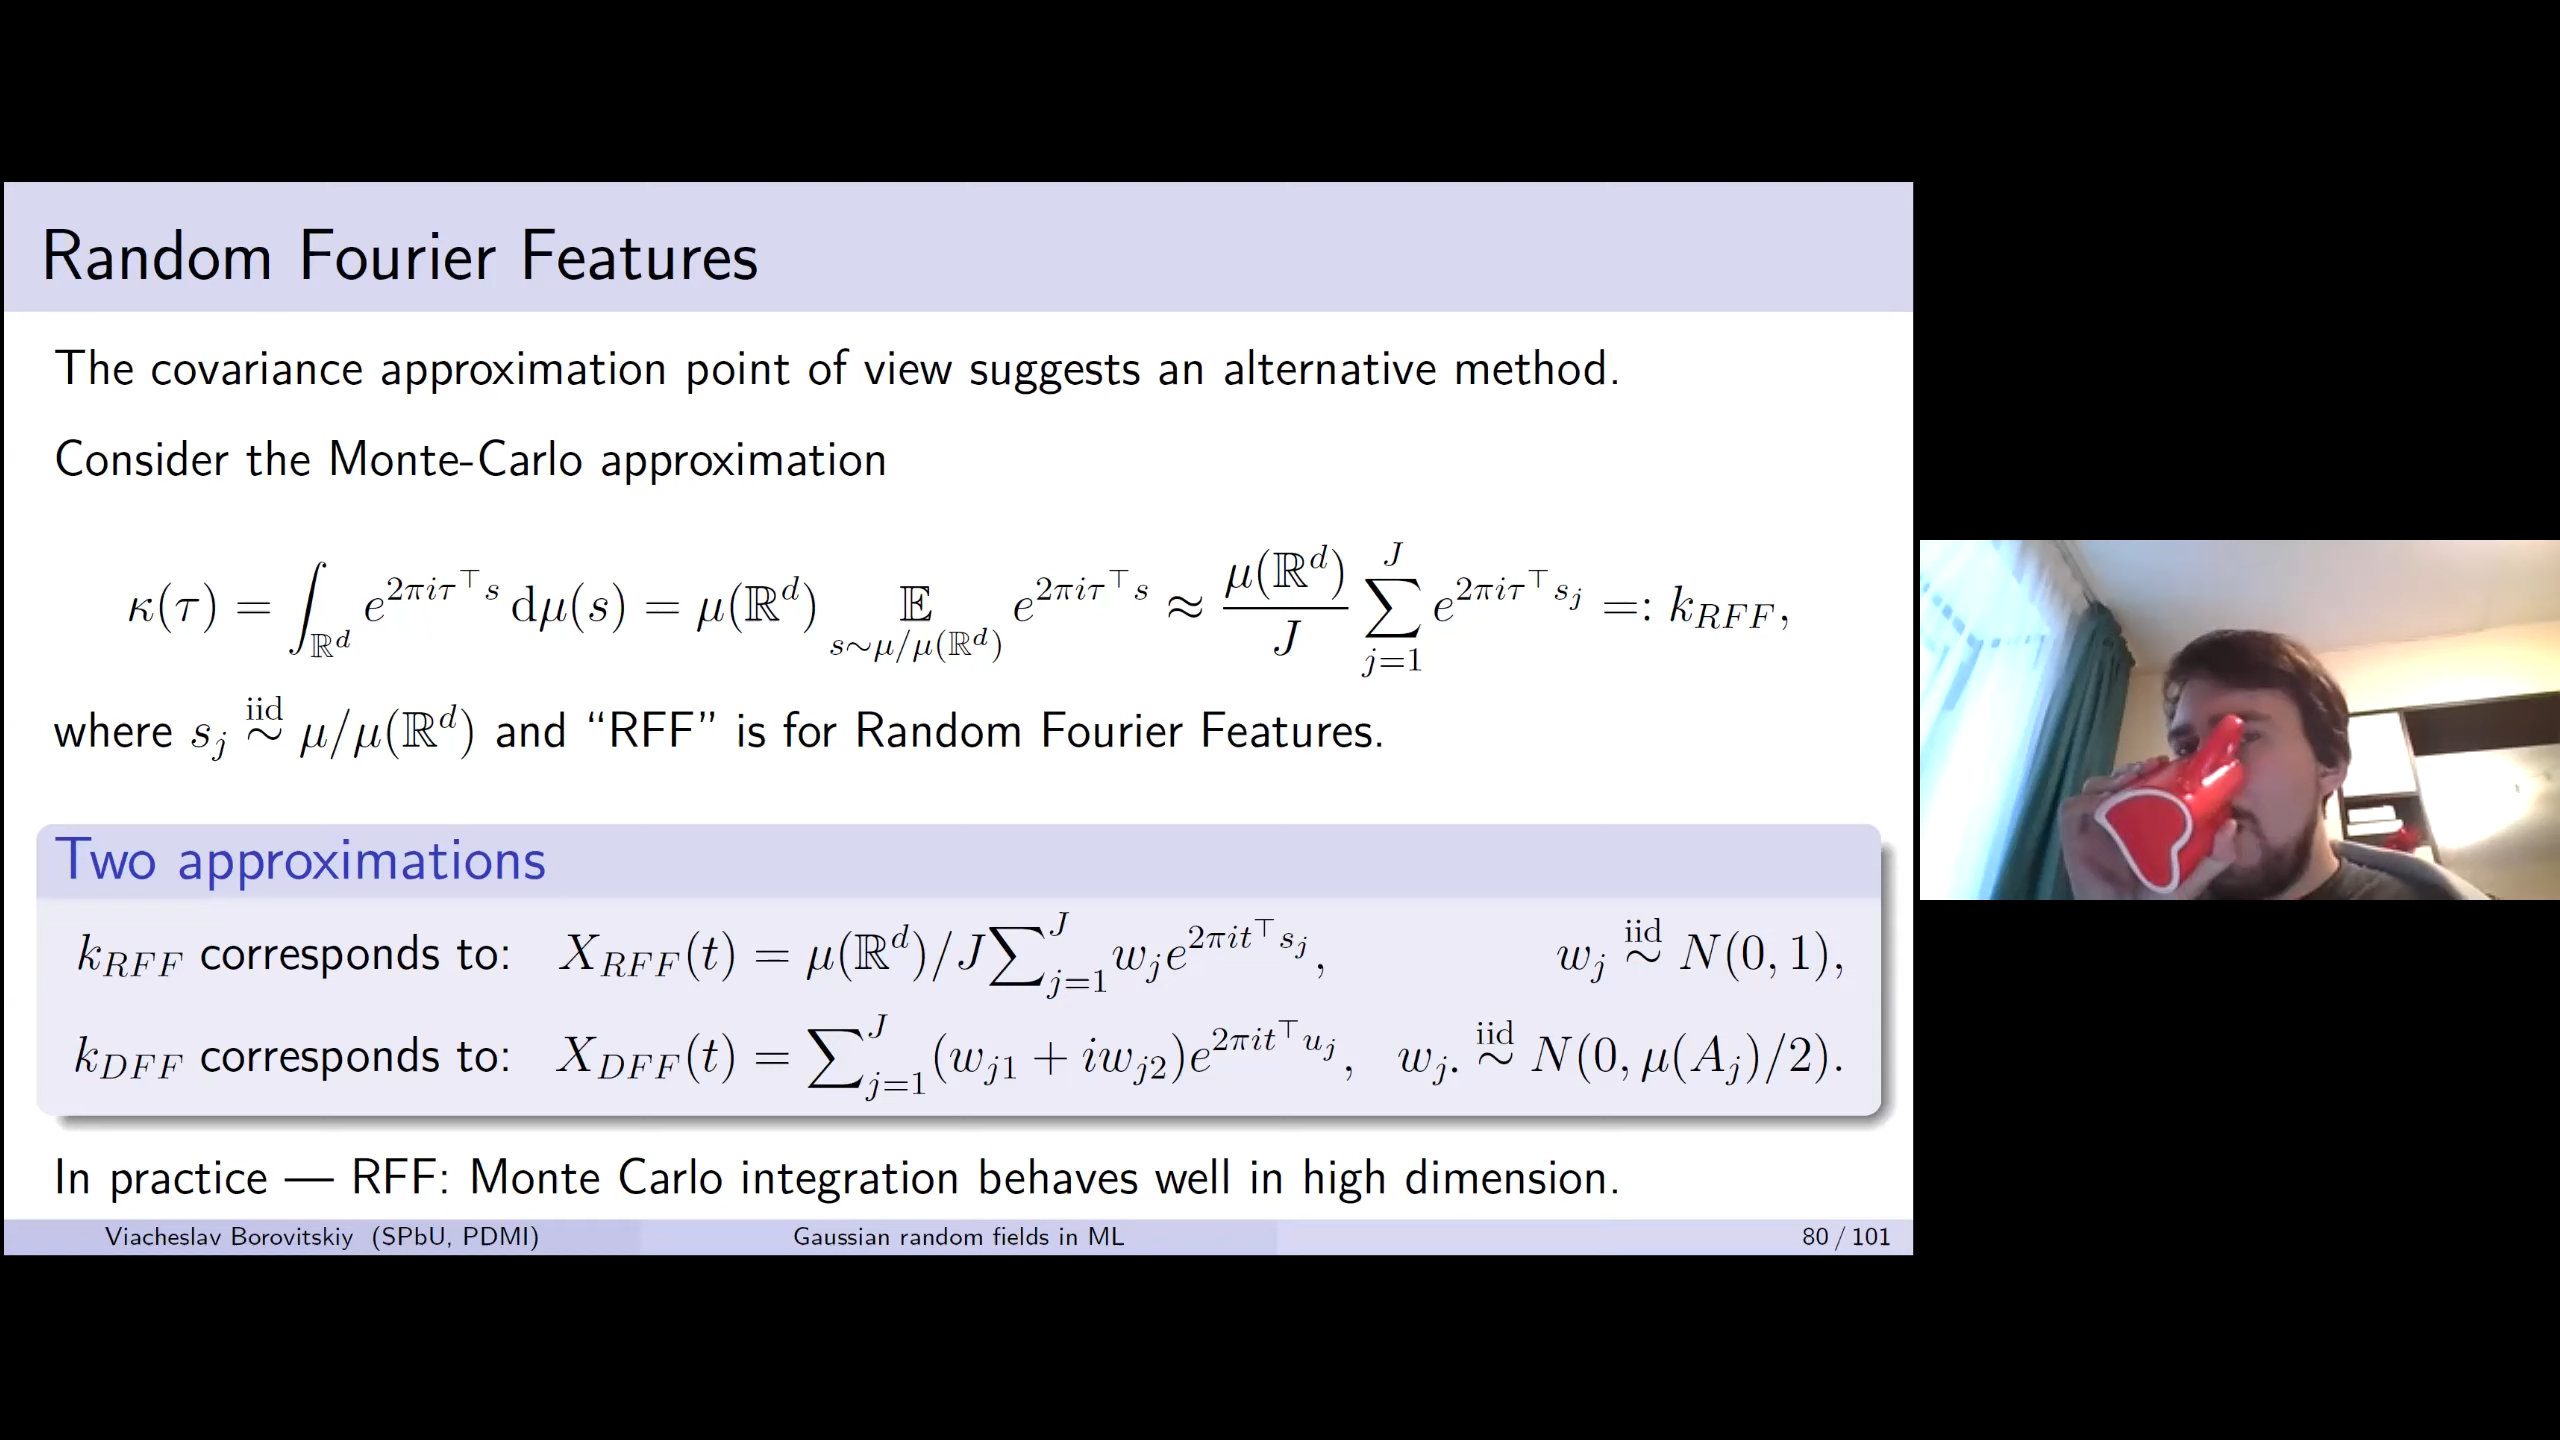 Random Fourier Features
The covariance approximation point of view suggests an alternative method.
Consider the Monte-Carlo approximation
κ(τ) = ∫_{ℝ^d} e^{2πiτ^⊤s} dμ(s) = μ(ℝ^d) 𝔼_{s∼μ/μ(ℝ^d)} e^{2πiτ^⊤s} ≈ μ(ℝ^d)/J ∑_{j=1}^{J} e^{2πiτ^⊤s_j} =: k_{RFF},
where s_j ∼^{iid} μ/μ(ℝ^d) and “RFF” is for Random Fourier Features.
Two approximations
k_{RFF} corresponds to: X_{RFF}(t) = μ(ℝ^d)/J ∑_{j=1}^{J} w_j e^{2πit^⊤s_j}, w_j ∼^{iid} N(0, 1),
k_{DFF} corresponds to: X_{DFF}(t) = ∑_{j=1}^{J} (w_{j1} + iw_{j2})e^{2πit^⊤u_j}, w_{j·} ∼^{iid} N(0, μ(A_j)/2).
In practice — RFF: Monte Carlo integration behaves well in high dimension.
Viacheslav Borovitskiy (SPbU, PDMI) Gaussian random fields in ML 80 / 101